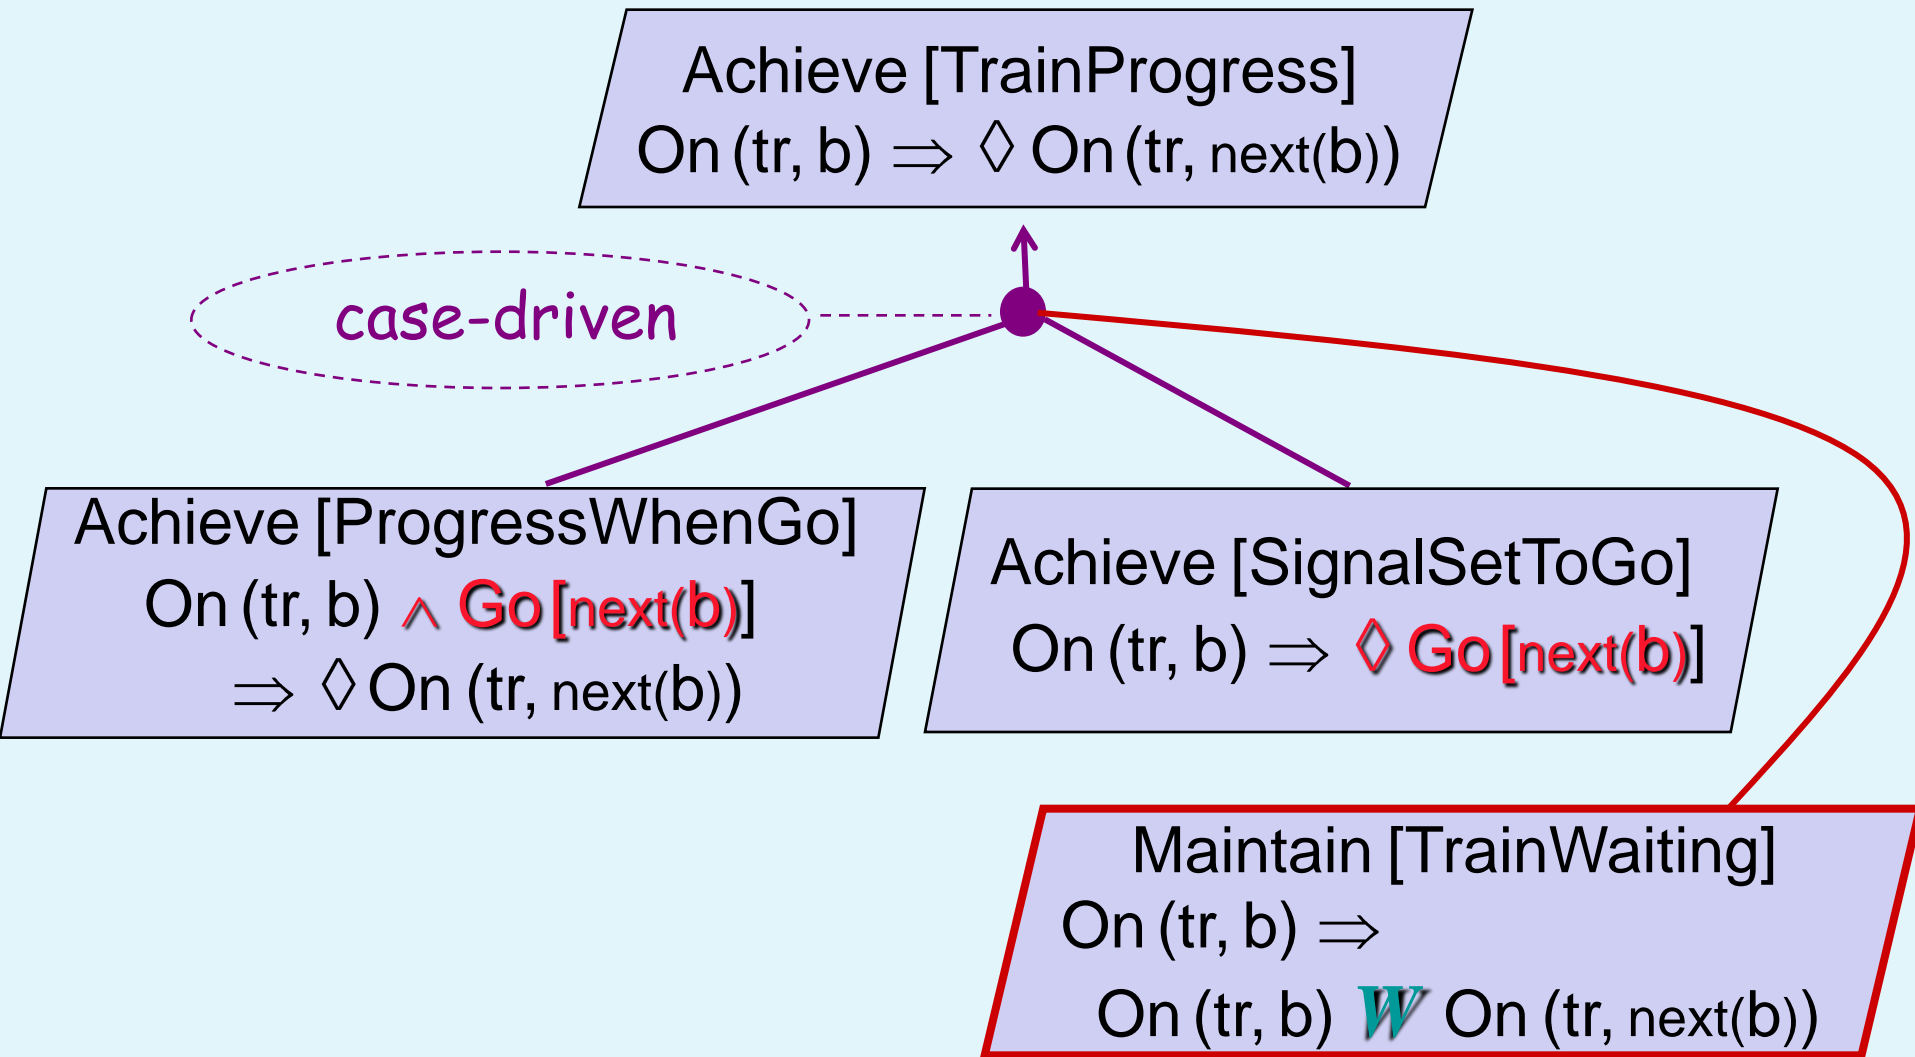 Achieve [TrainProgress]
On (tr, b) ⇒ ◊ On (tr, next(b))
case-driven
Achieve [ProgressWhenGo]
On (tr, b) ∧ Go [next(b)]
⇒ ◊ On (tr, next(b))
Achieve [SignalSetToGo]
On (tr, b) ⇒ ◊ Go [next(b)]
Maintain [TrainWaiting]
On (tr, b) ⇒
On (tr, b) W On (tr, next(b))